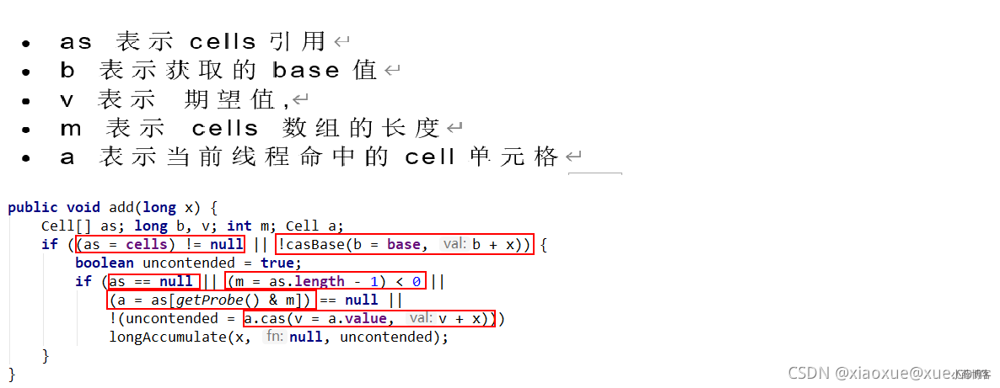 • as 表示 cells 引用↵
• b 表示获取的 base 值↵
• v 表示 期望值,↵
• m 表示 cells 数组的长度↵
• a 表示当前线程命中的 cell 单元格↵
public void add(long x) {
Cell[] as; long b, v; int m; Cell a;
if ((as = cells) != null || !casBase(b = base, val: b + x)) {
boolean uncontended = true;
if (as == null || (m = as.length - 1) < 0 ||
(a = as[getProbe() & m]) == null ||
!(uncontended = a.cas(v = a.value, val: v + x)))
longAccumulate(x, fn: null, uncontended);
}
}
CSDN @xiaoxue@xue